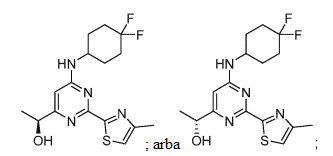 F F
F F
HN HN
N N
N N N N
OH S ; arba OH S ;